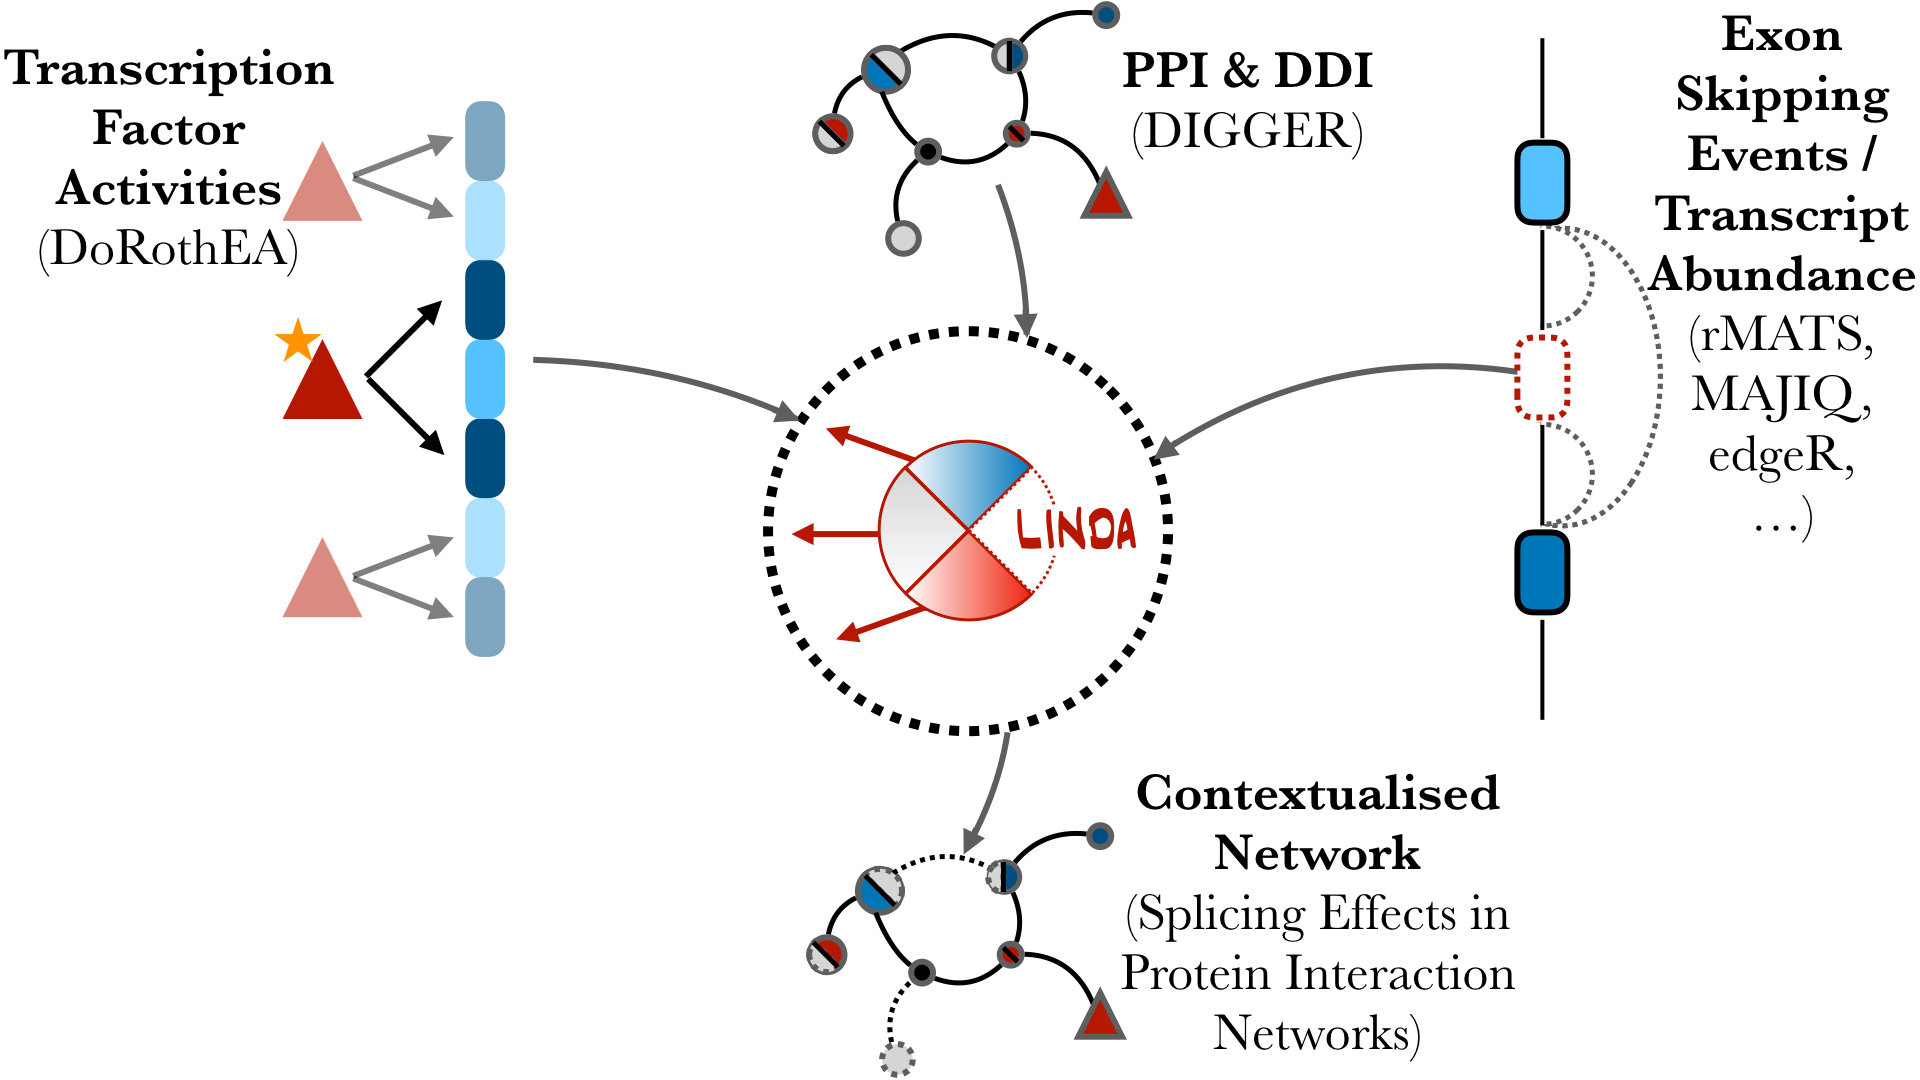 Transcription
Factor
Activities
(DoRothEA)
PPI & DDI
(DIGGER)
Exon
Skipping
Events /
Transcript
Abundance
(rMATS,
MAJIQ,
edgeR,
…)
LINDA
Contextualised
Network
(Splicing Effects in
Protein Interaction
Networks)